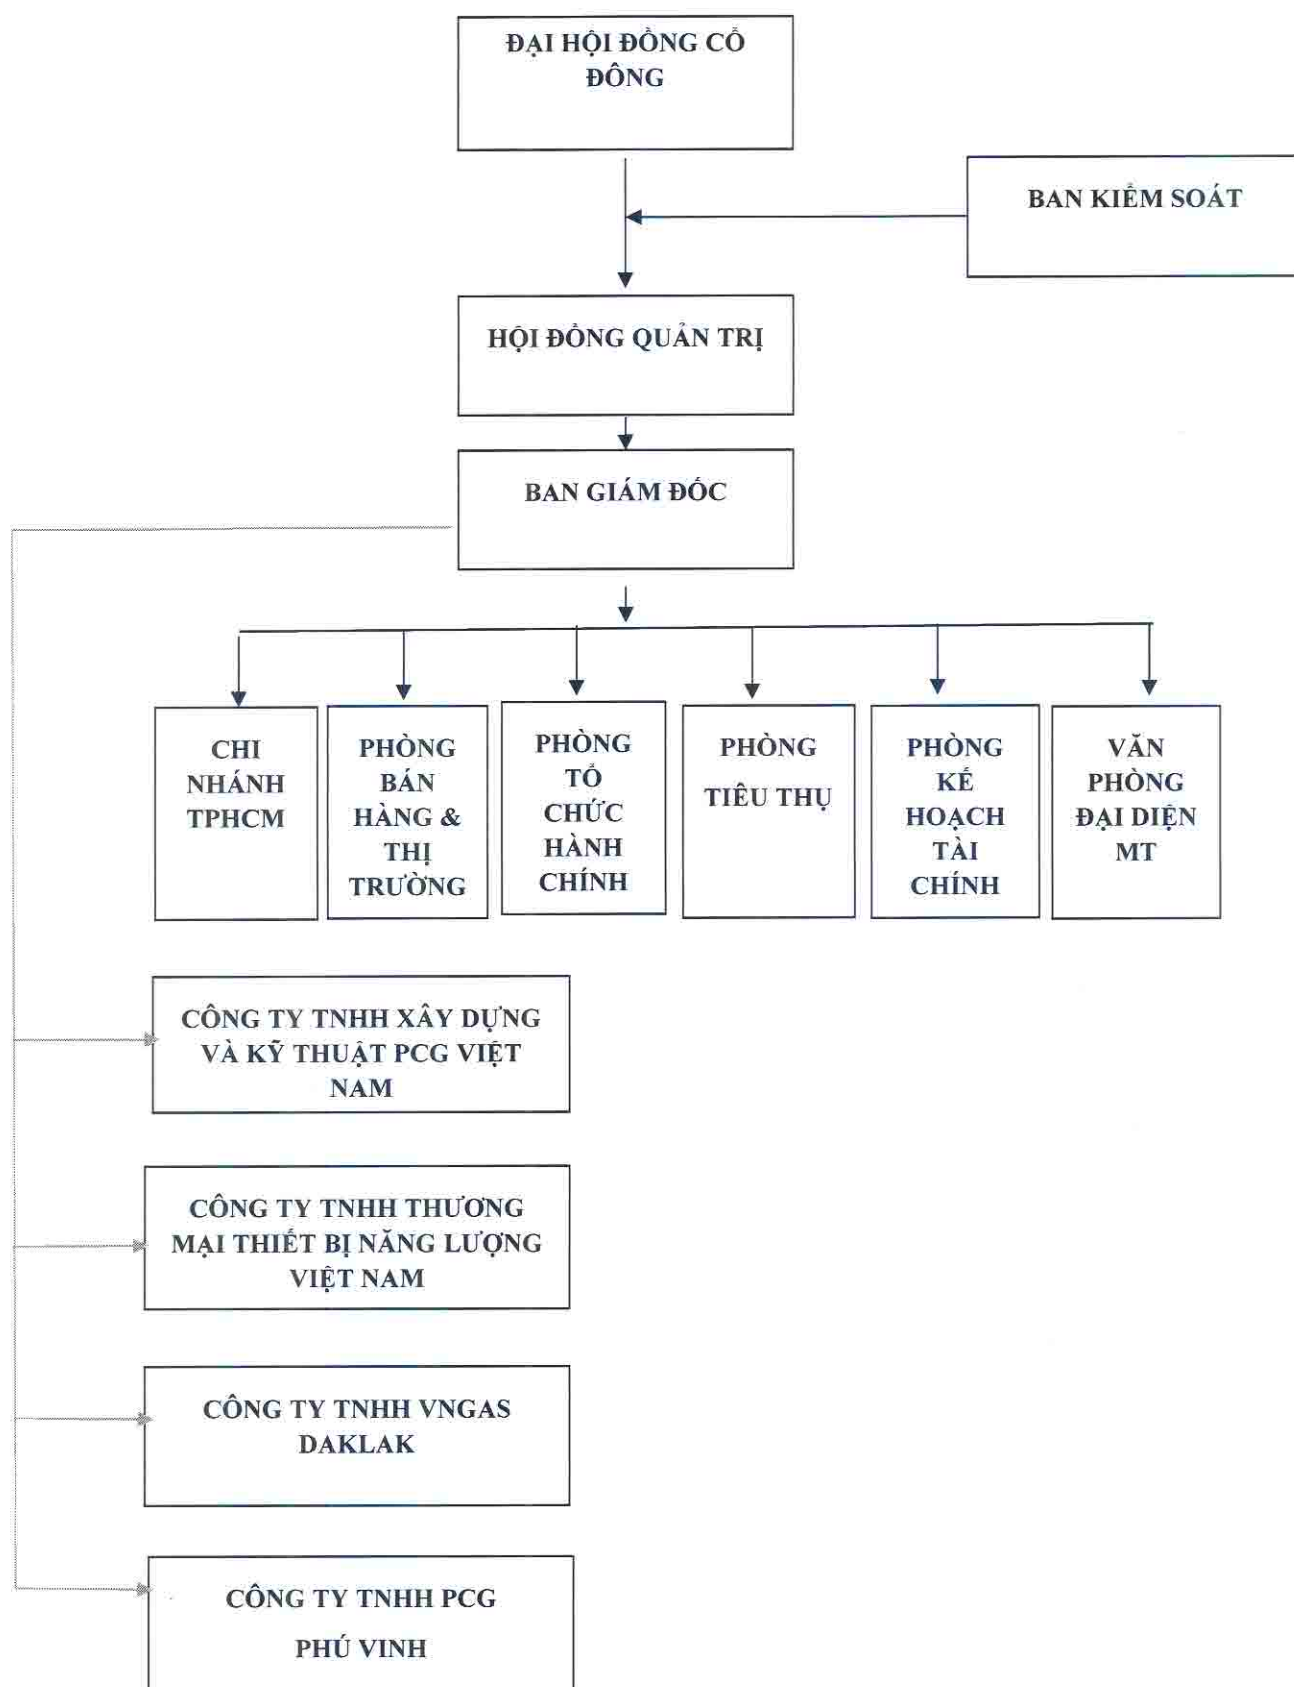 ĐẠI HỘI ĐỒNG CỔ
ĐÔNG
BAN KIỂM SOÁT
HỘI ĐỒNG QUẢN TRỊ
BAN GIÁM ĐỐC
CHI
NHÁNH
TPHCM
PHÒNG
BÁN
HÀNG &
THỊ
TRƯỜNG
PHÒNG
TỔ
CHỨC
HÀNH
CHÍNH
PHÒNG
TIÊU THỤ
PHÒNG
KẾ
HOẠCH
TÀI
CHÍNH
VĂN
PHÒNG
ĐẠI DIỆN
MT
CÔNG TY TNHH XÂY DỰNG
VÀ KỸ THUẬT PCG VIỆT
NAM
CÔNG TY TNHH THƯƠNG
MẠI THIẾT BỊ NĂNG LƯỢNG
VIỆT NAM
CÔNG TY TNHH VNGAS
DAKLAK
CÔNG TY TNHH PCG
PHÚ VINH